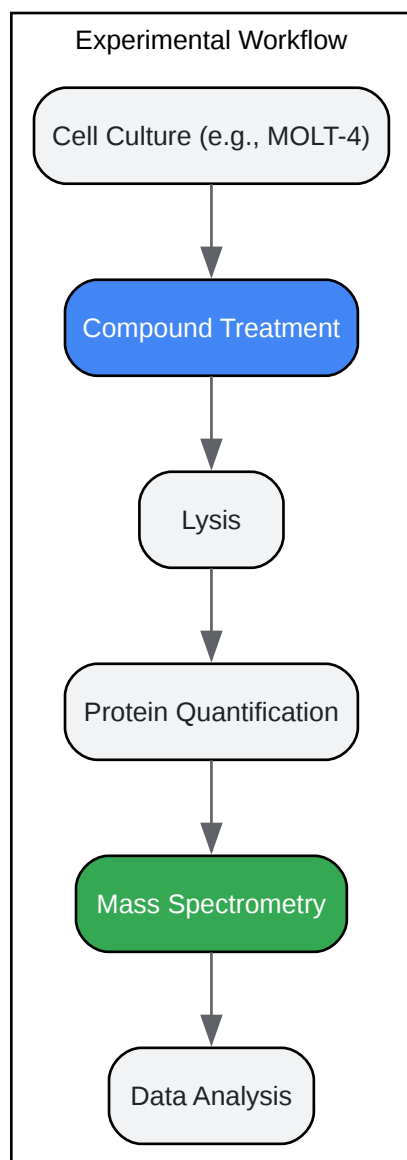 Experimental Workflow
Cell Culture (e.g., MOLT-4)
Compound Treatment
Lysis
Protein Quantification
Mass Spectrometry
Data Analysis